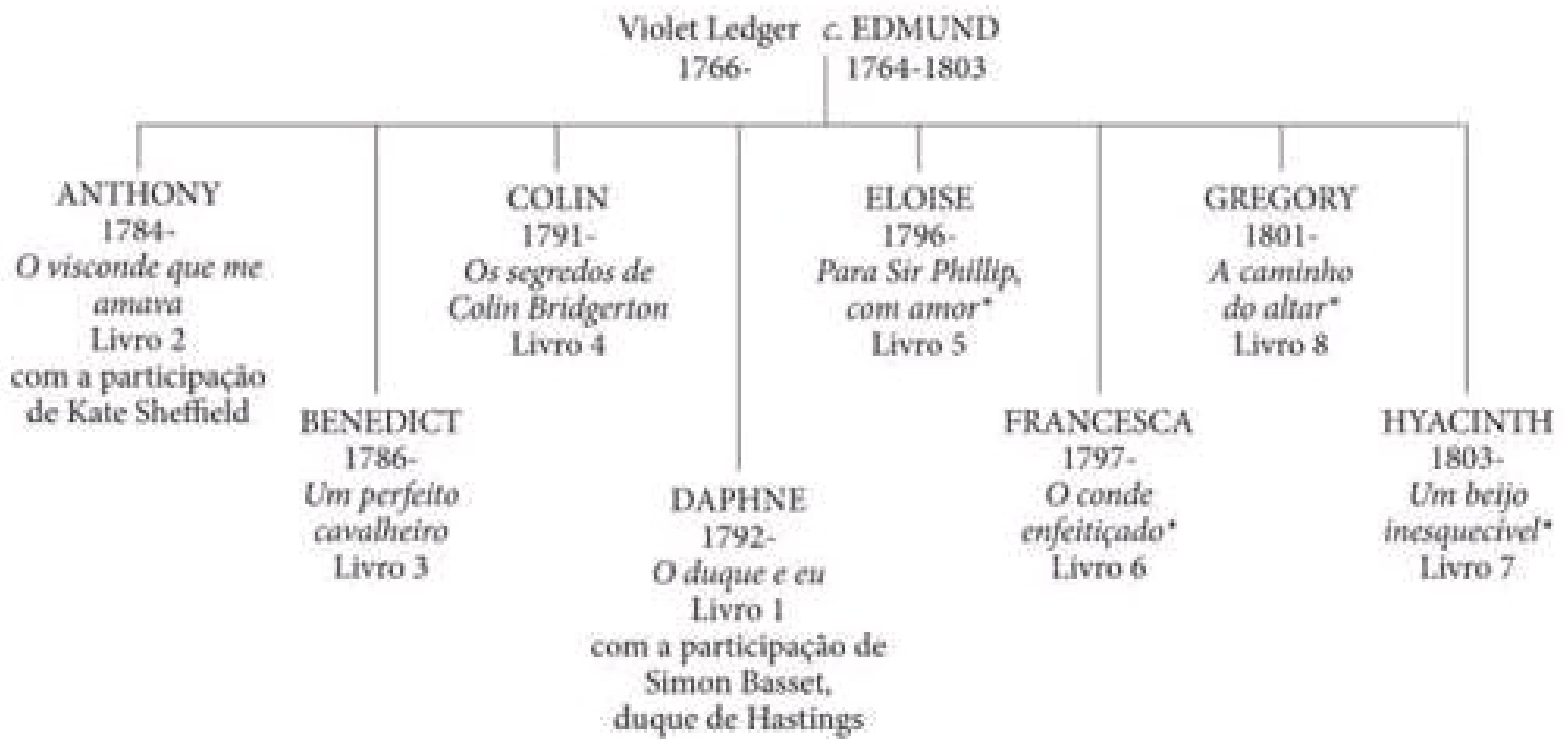 Violet Ledger c. EDMUND
1766- 1764-1803
ANTHONY
1784-
O visconde que me
amava
Livro 2
com a participação
de Kate Sheffield
BENEDICT
1786-
Um perfeito
cavalheiro
Livro 3
COLIN
1791-
Os segredos de
Colin Bridgerton
Livro 4
DAPHNE
1792-
O duque e eu
Livro 1
com a participação de
Simon Basset,
duque de Hastings
ELOISE
1796-
Para Sir Phillip,
com amor*
Livro 5
FRANCESCA
1797-
O conde
enfeitiçado*
Livro 6
GREGORY
1801-
A caminho
do altar*
Livro 8
HYACINTH
1803-
Um beijo
inesquecível*
Livro 7